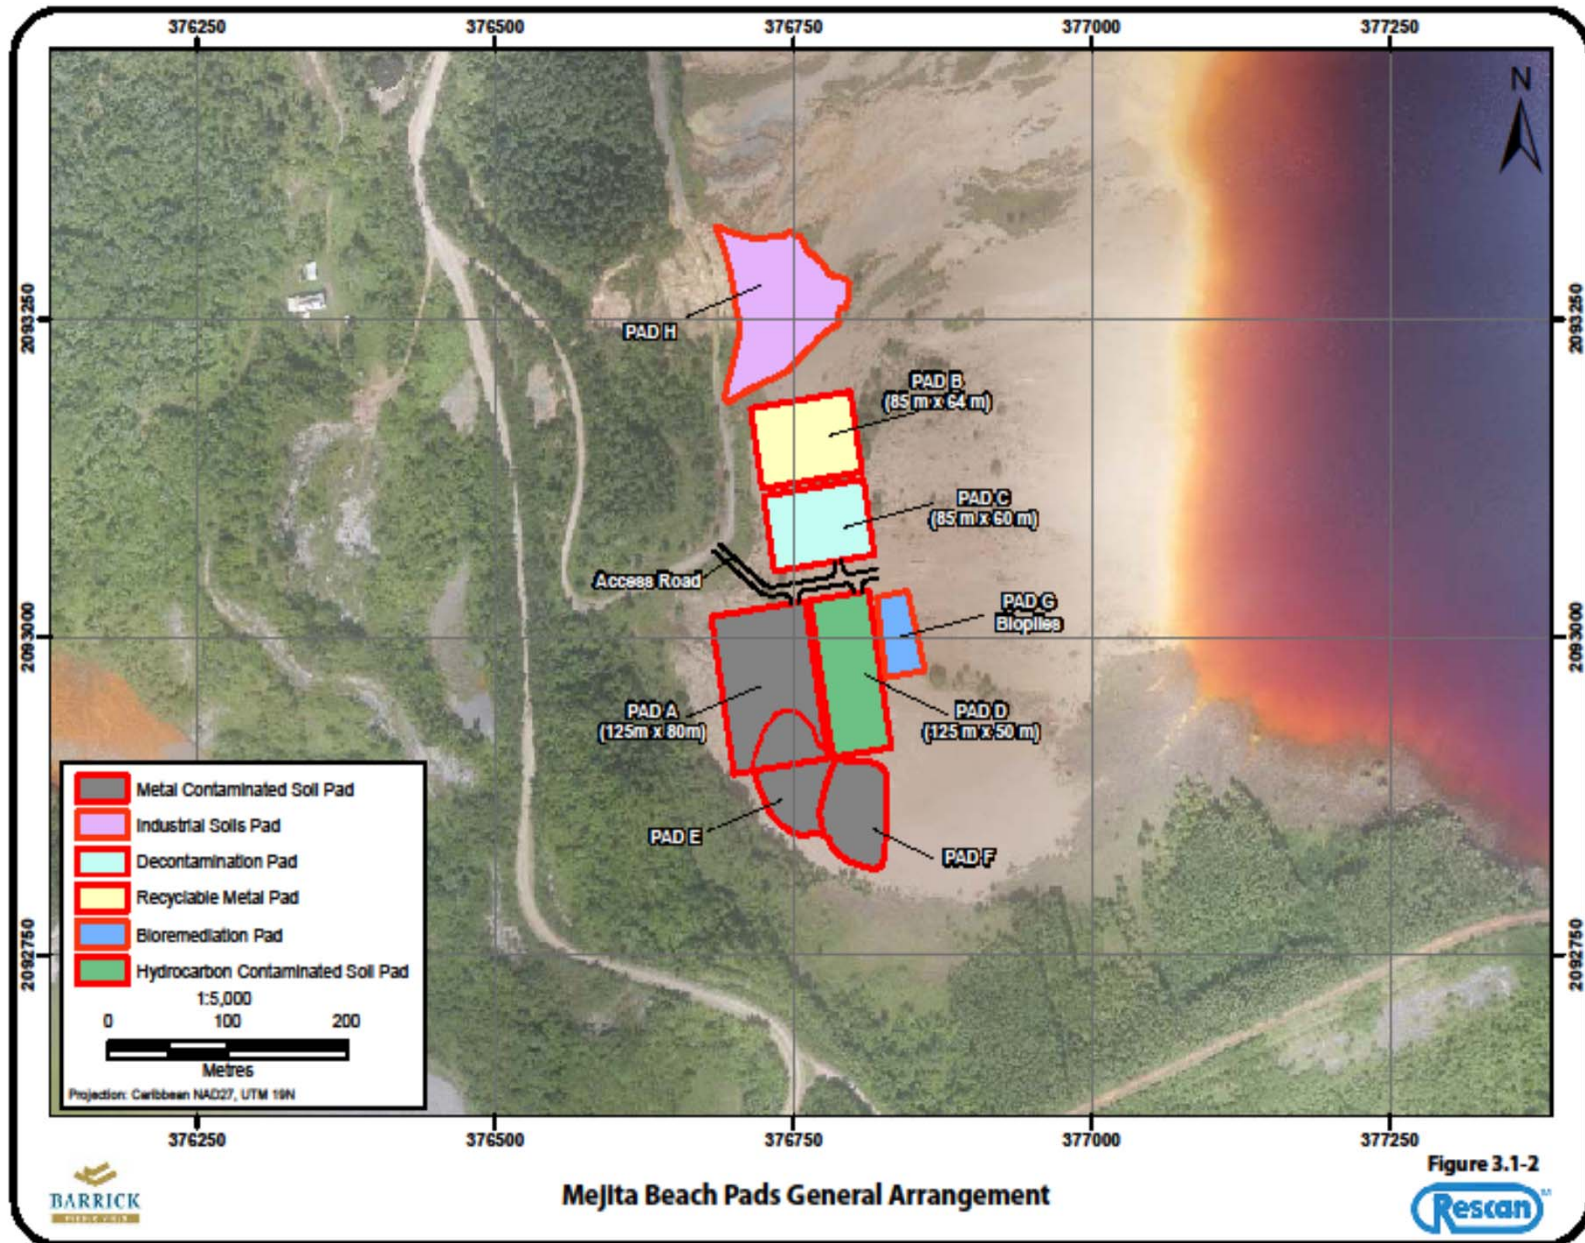 376250 376500 376750 377000 377250
N
2093250
2093250
PAD H
PAD B
(85 m x 64 m)
PAD C
(85 m x 60 m)
Access Road
PAD G
Biopiles
2093000
2093000
PAD A
(125m x 80m)
PAD D
(125 m x 50 m)
PAD E
PAD F
Metal Contaminated Soil Pad
Industrial Soils Pad
Decontamination Pad
Recyclable Metal Pad
Bioremediation Pad
Hydrocarbon Contaminated Soil Pad
1:5,000
0 100 200
Metres
Projection: Caribbean NAD27, UTM 19N
2092750
2092750
376250 376500 376750 377000 377250
BARRICK
PUEBLO VIEJO
Mejita Beach Pads General Arrangement
Figure 3.1-2
Rescan™